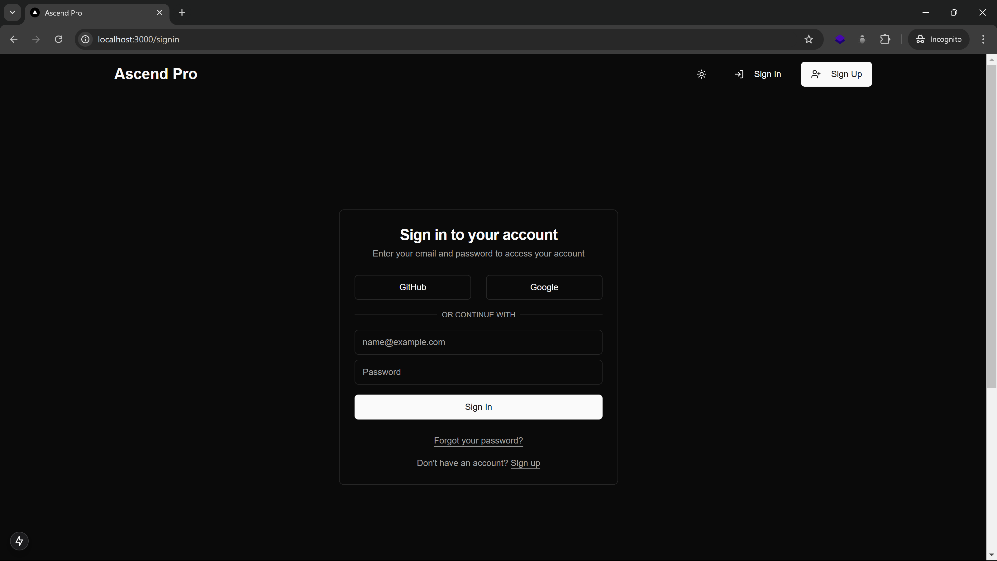 Ascend Pro
localhost:3000/signin
Incognito
Ascend Pro
Sign In
Sign Up
Sign in to your account
Enter your email and password to access your account
GitHub
Google
OR CONTINUE WITH
name@example.com
Password
Sign In
Forgot your password?
Don't have an account? Sign up